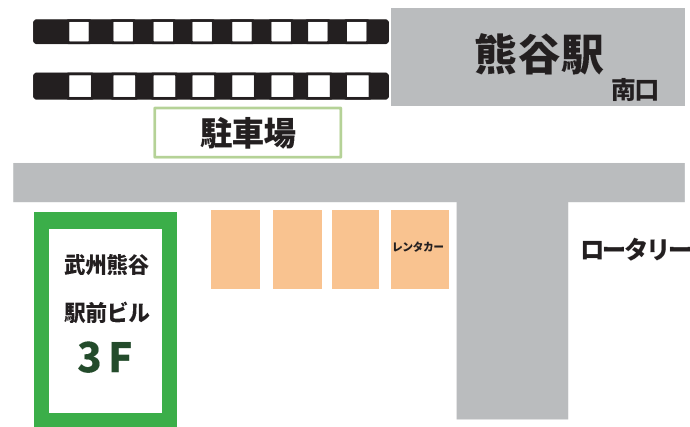 熊谷駅
南口
駐車場
レンタカー
ロータリー
武州熊谷
駅前ビル
３Ｆ